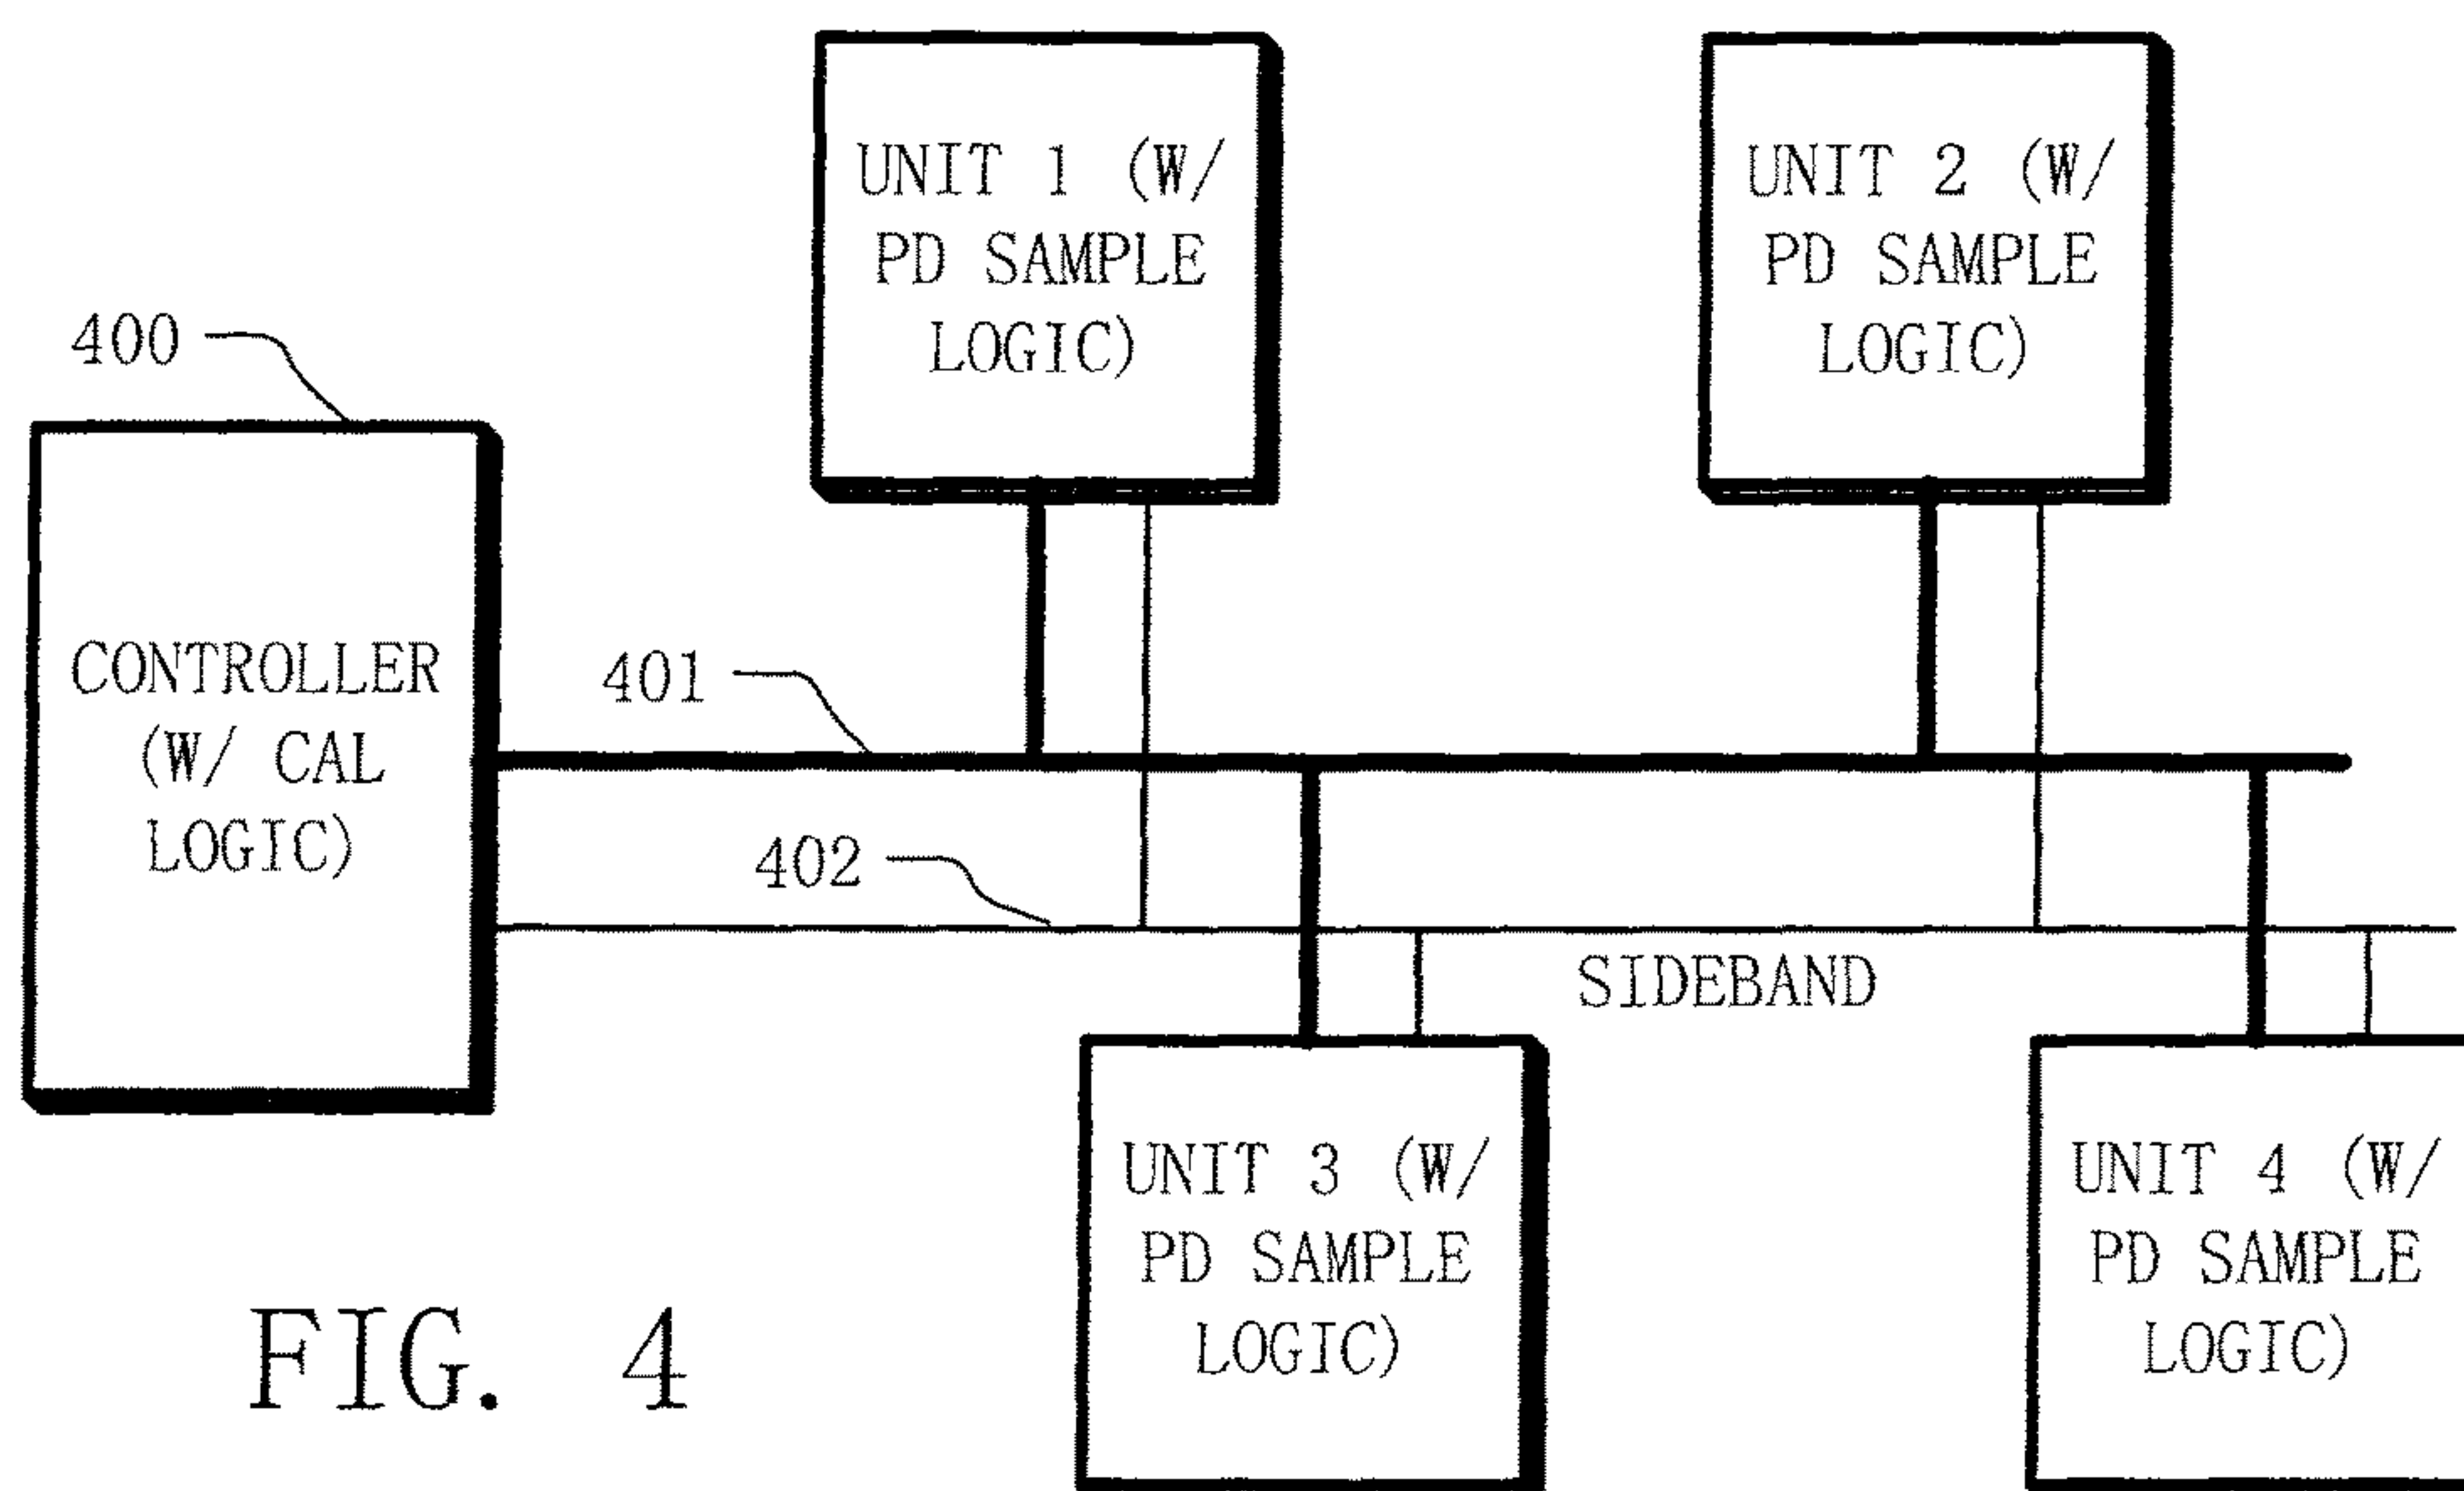 UNIT 1 (W/
PD SAMPLE
LOGIC)
UNIT 2 (W/
PD SAMPLE
LOGIC)
400
CONTROLLER
(W/ CAL
LOGIC)
401
402
SIDEBAND
UNIT 3 (W/
PD SAMPLE
LOGIC)
UNIT 4 (W/
PD SAMPLE
LOGIC)
FIG. 4